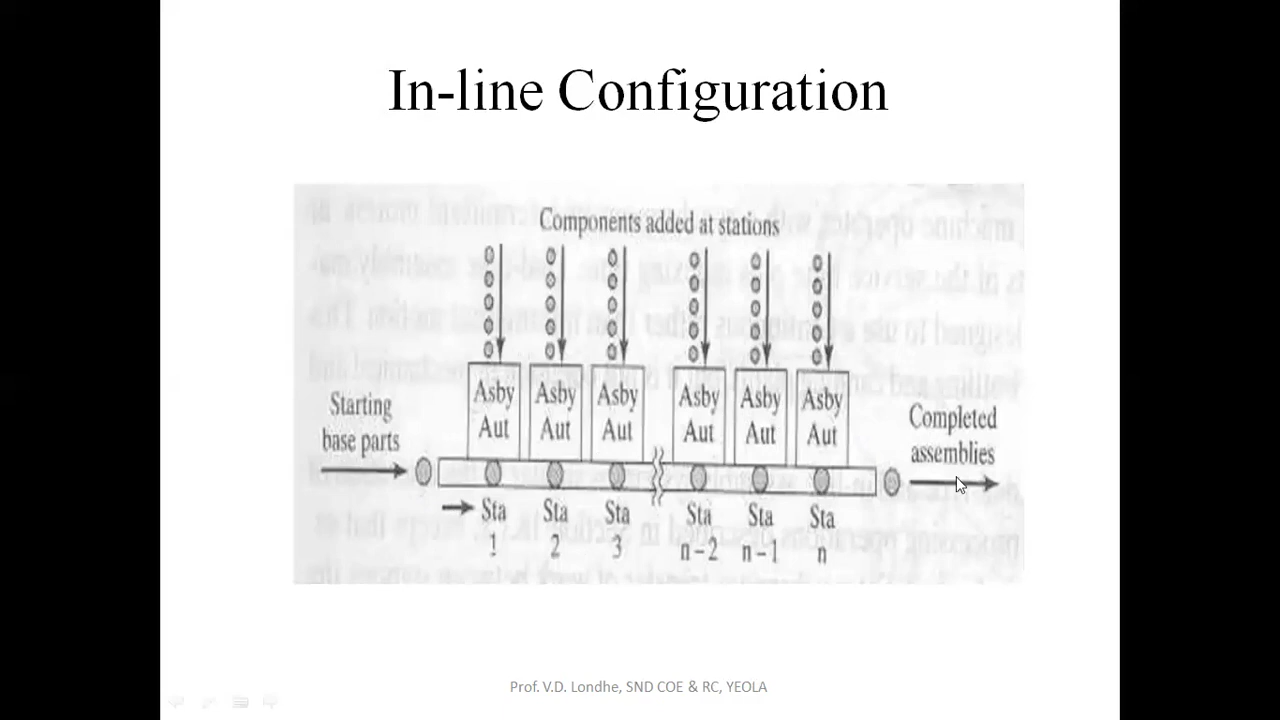 In-line Configuration
Components added at stations
Asby Asby Asby Asby Asby Asby
Aut Aut Aut Aut Aut Aut
Starting
base parts
Completed
assemblies
Sta Sta Sta Sta Sta Sta
1 2 3 n-2 n-1 n
Prof. V.D. Londhe, SND COE & RC, YEOLA